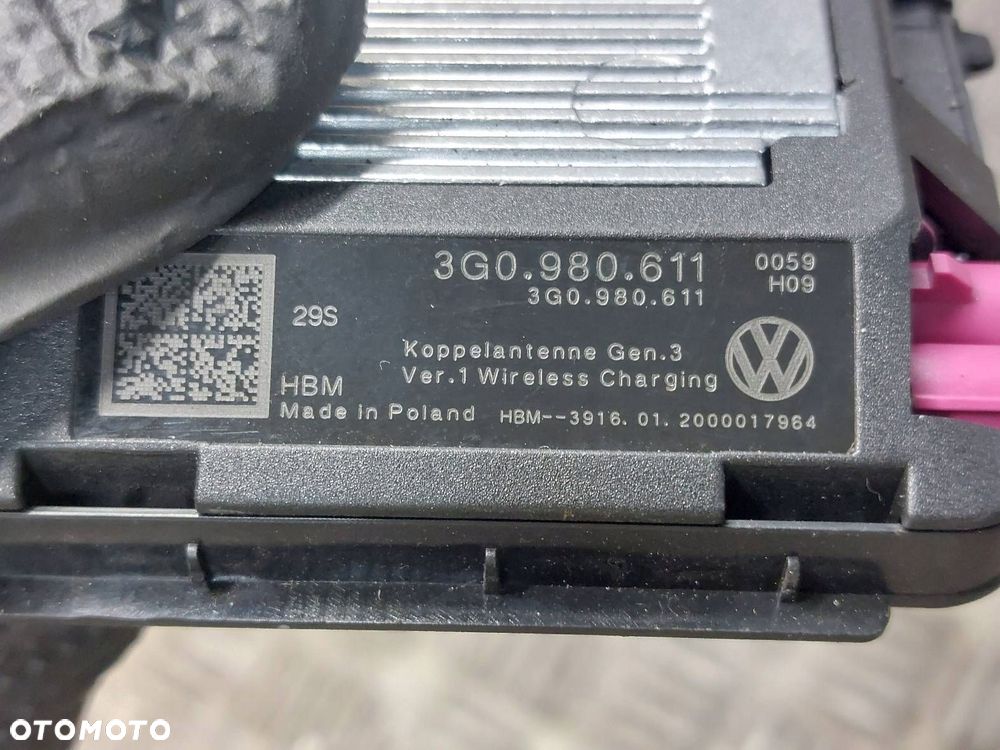 3G0.980.611
0059
3G0.980.611
H09
29S
Koppelantenne Gen.3
Ver.1 Wireless Charging
HBM
Made in Poland
HBM--3916.01.2000017964
OTOMOTO